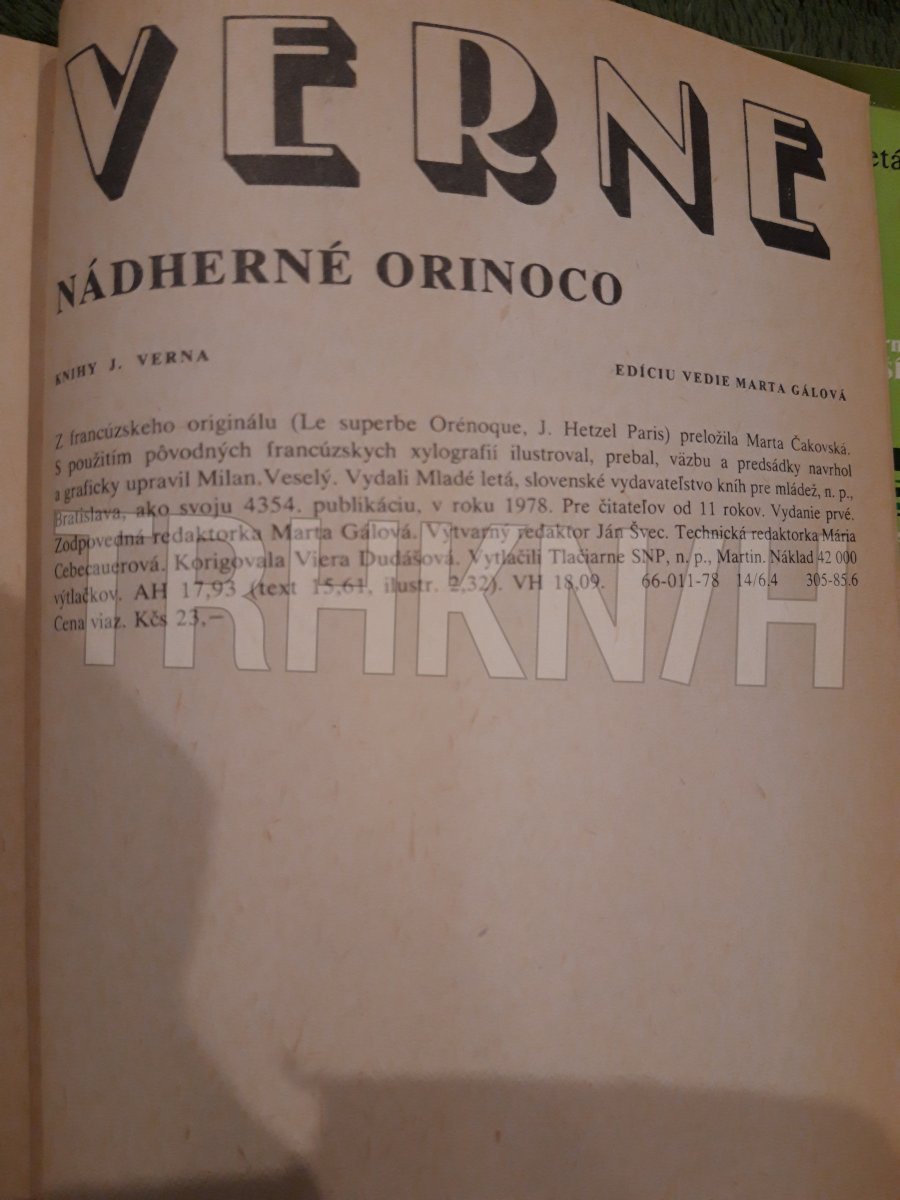 VERNE
NÁDHERNÉ ORINOCO
KNIHY J. VERNA
EDÍCIU VEDIE MARTA GÁLOVÁ
Z francúzskeho originálu (Le superbe Orénoque, J. Hetzel Paris) preložila Marta Čakovská.
S použitím pôvodných francúzskych xylografií ilustroval, prebal, väzbu a predsádky navrhol
a graficky upravil Milan Veselý. Vydali Mladé letá, slovenské vydavateľstvo kníh pre mládež, n. p.,
Bratislava, ako svoju 4354. publikáciu, v roku 1978. Pre čitateľov od 11 rokov. Vydanie prvé.
Zodpovedná redaktorka Marta Gálová. Výtvarný redaktor Ján Švec. Technická redaktorka Mária
Cebecauerová. Korigovala Viera Dudášová. Vytlačili Tlačiarne SNP, n. p., Martin. Náklad 42 000
výtlačkov. AH 17,93 (text 15,61, ilustr. 2,32). VH 18,09. 66-011-78 14/6,4 305-85.6
Cena viaz. Kčs 23,—
TRHKNIH
etá